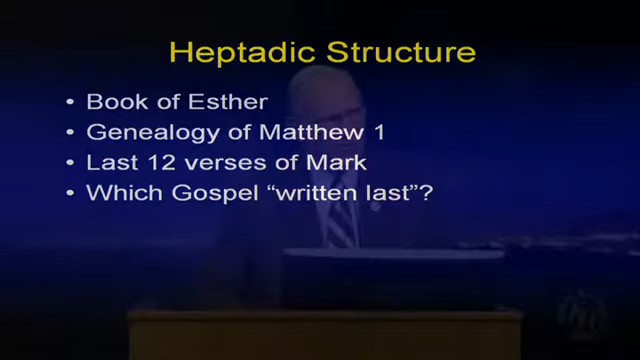 Heptadic Structure
• Book of Esther
• Genealogy of Matthew 1
• Last 12 verses of Mark
• Which Gospel “written last”?